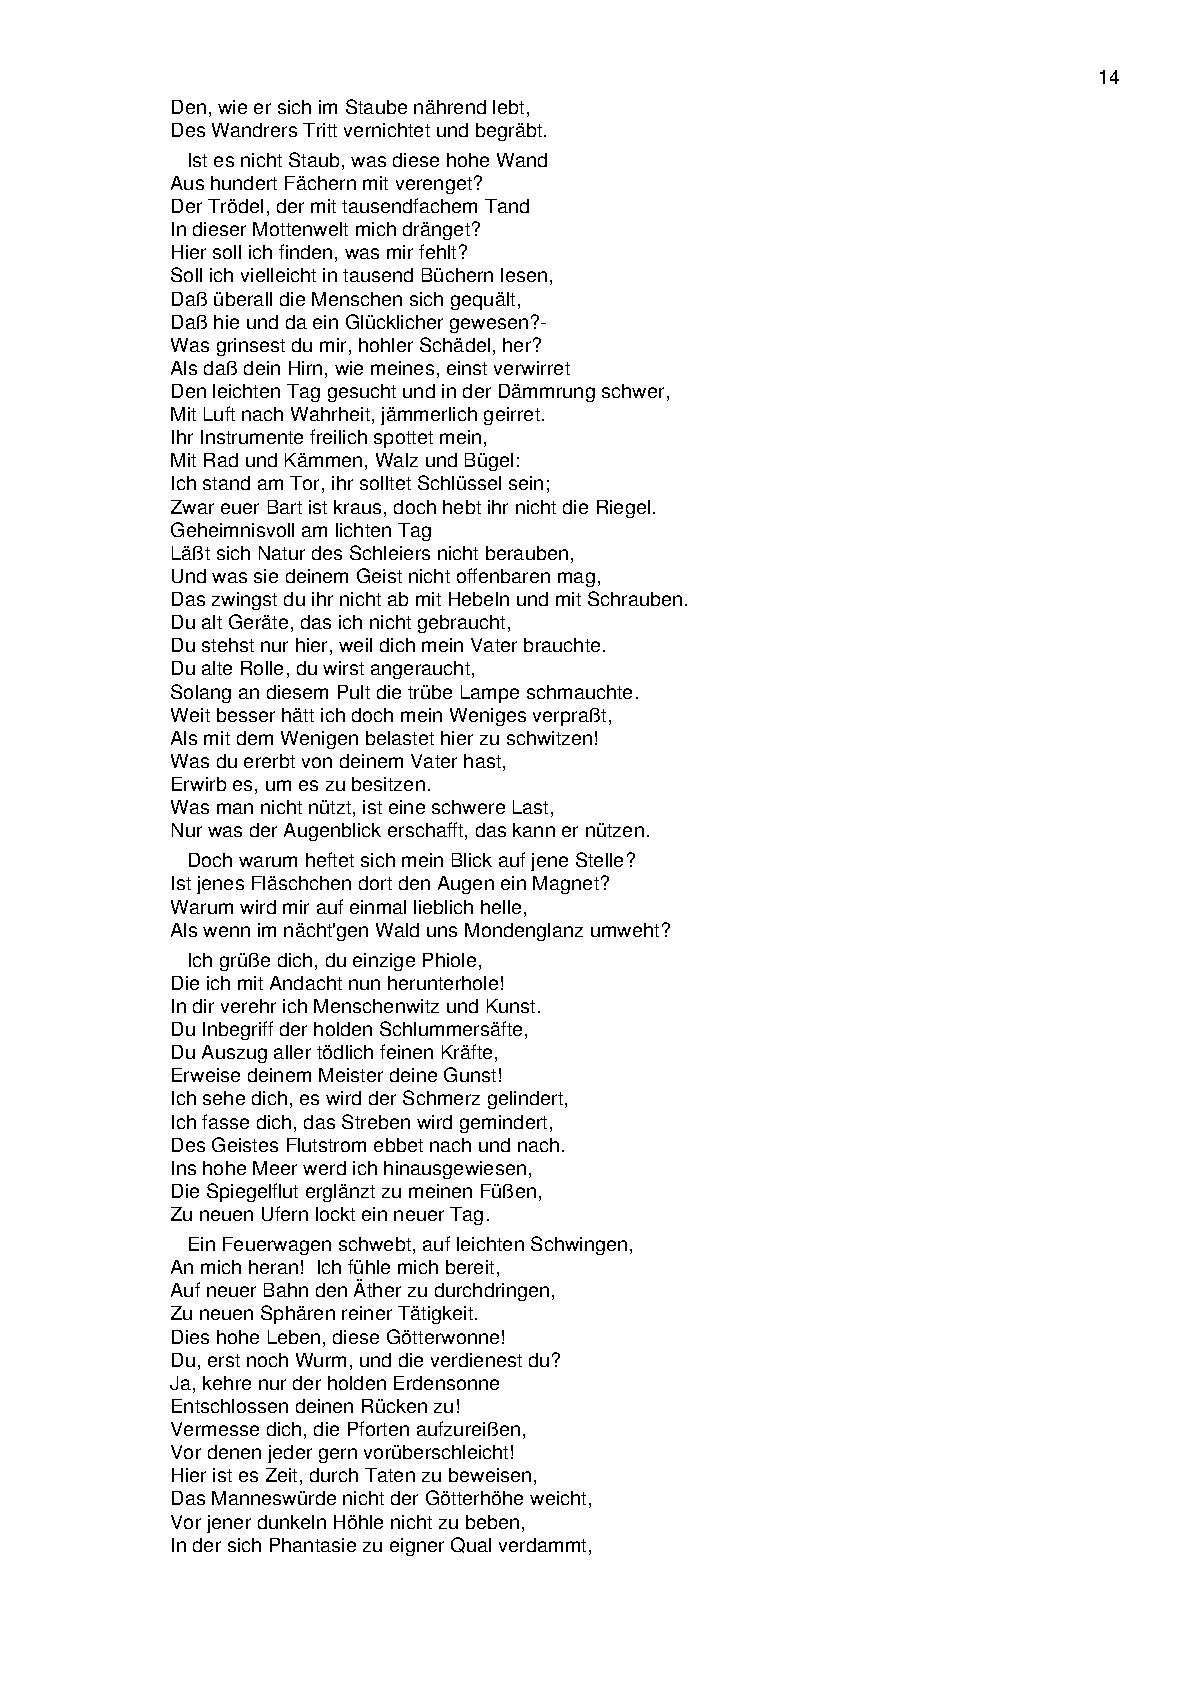 14
Den, wie er sich im Staube nährend lebt,
Des Wandrers Tritt vernichtet und begräbt.
Ist es nicht Staub, was diese hohe Wand
Aus hundert Fächern mit verenget?
Der Trödel, der mit tausendfachem Tand
In dieser Mottenwelt mich dränget?
Hier soll ich finden, was mir fehlt?
Soll ich vielleicht in tausend Büchern lesen,
Daß überall die Menschen sich gequält,
Daß hie und da ein Glücklicher gewesen?-
Was grinsest du mir, hohler Schädel, her?
Als daß dein Hirn, wie meines, einst verwirret
Den leichten Tag gesucht und in der Dämmrung schwer,
Mit Luft nach Wahrheit, jämmerlich geirret.
Ihr Instrumente freilich spottet mein,
Mit Rad und Kämmen, Walz und Bügel:
Ich stand am Tor, ihr solltet Schlüssel sein;
Zwar euer Bart ist kraus, doch hebt ihr nicht die Riegel.
Geheimnisvoll am lichten Tag
Läßt sich Natur des Schleiers nicht berauben,
Und was sie deinem Geist nicht offenbaren mag,
Das zwingst du ihr nicht ab mit Hebeln und mit Schrauben.
Du alt Geräte, das ich nicht gebraucht,
Du stehst nur hier, weil dich mein Vater brauchte.
Du alte Rolle, du wirst angeraucht,
Solang an diesem Pult die trübe Lampe schmauchte.
Weit besser hätt ich doch mein Weniges verpraßt,
Als mit dem Wenigen belastet hier zu schwitzen!
Was du ererbt von deinem Vater hast,
Erwirb es, um es zu besitzen.
Was man nicht nützt, ist eine schwere Last,
Nur was der Augenblick erschafft, das kann er nützen.
Doch warum heftet sich mein Blick auf jene Stelle?
Ist jenes Fläschchen dort den Augen ein Magnet?
Warum wird mir auf einmal lieblich helle,
Als wenn im nächt'gen Wald uns Mondenglanz umweht?
Ich grüße dich, du einzige Phiole,
Die ich mit Andacht nun herunterhole!
In dir verehr ich Menschenwitz und Kunst.
Du Inbegriff der holden Schlummersäfte,
Du Auszug aller tödlich feinen Kräfte,
Erweise deinem Meister deine Gunst!
Ich sehe dich, es wird der Schmerz gelindert,
Ich fasse dich, das Streben wird gemindert,
Des Geistes Flutstrom ebbet nach und nach.
Ins hohe Meer werd ich hinausgewiesen,
Die Spiegelflut erglänzt zu meinen Füßen,
Zu neuen Ufern lockt ein neuer Tag.
Ein Feuerwagen schwebt, auf leichten Schwingen,
An mich heran!  Ich fühle mich bereit,
Auf neuer Bahn den Äther zu durchdringen,
Zu neuen Sphären reiner Tätigkeit.
Dies hohe Leben, diese Götterwonne!
Du, erst noch Wurm, und die verdienest du?
Ja, kehre nur der holden Erdensonne
Entschlossen deinen Rücken zu!
Vermesse dich, die Pforten aufzureißen,
Vor denen jeder gern vorüberschleicht!
Hier ist es Zeit, durch Taten zu beweisen,
Das Manneswürde nicht der Götterhöhe weicht,
Vor jener dunkeln Höhle nicht zu beben,
In der sich Phantasie zu eigner Qual verdammt,